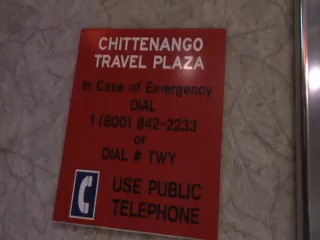 CHITTENANGO
TRAVEL PLAZA
In Case of Emergency
DIAL
1 (800) 842-2233
or
DIAL # TWY
USE PUBLIC
TELEPHONE